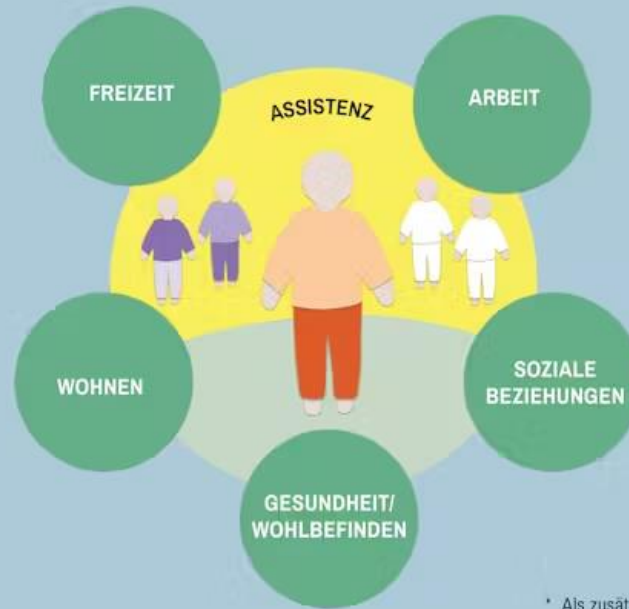 FREIZEIT
ASSISTENZ
ARBEIT
WOHNEN
SOZIALE
BEZIEHUNGEN
GESUNDHEIT/
WOHLBEFINDEN
* Als